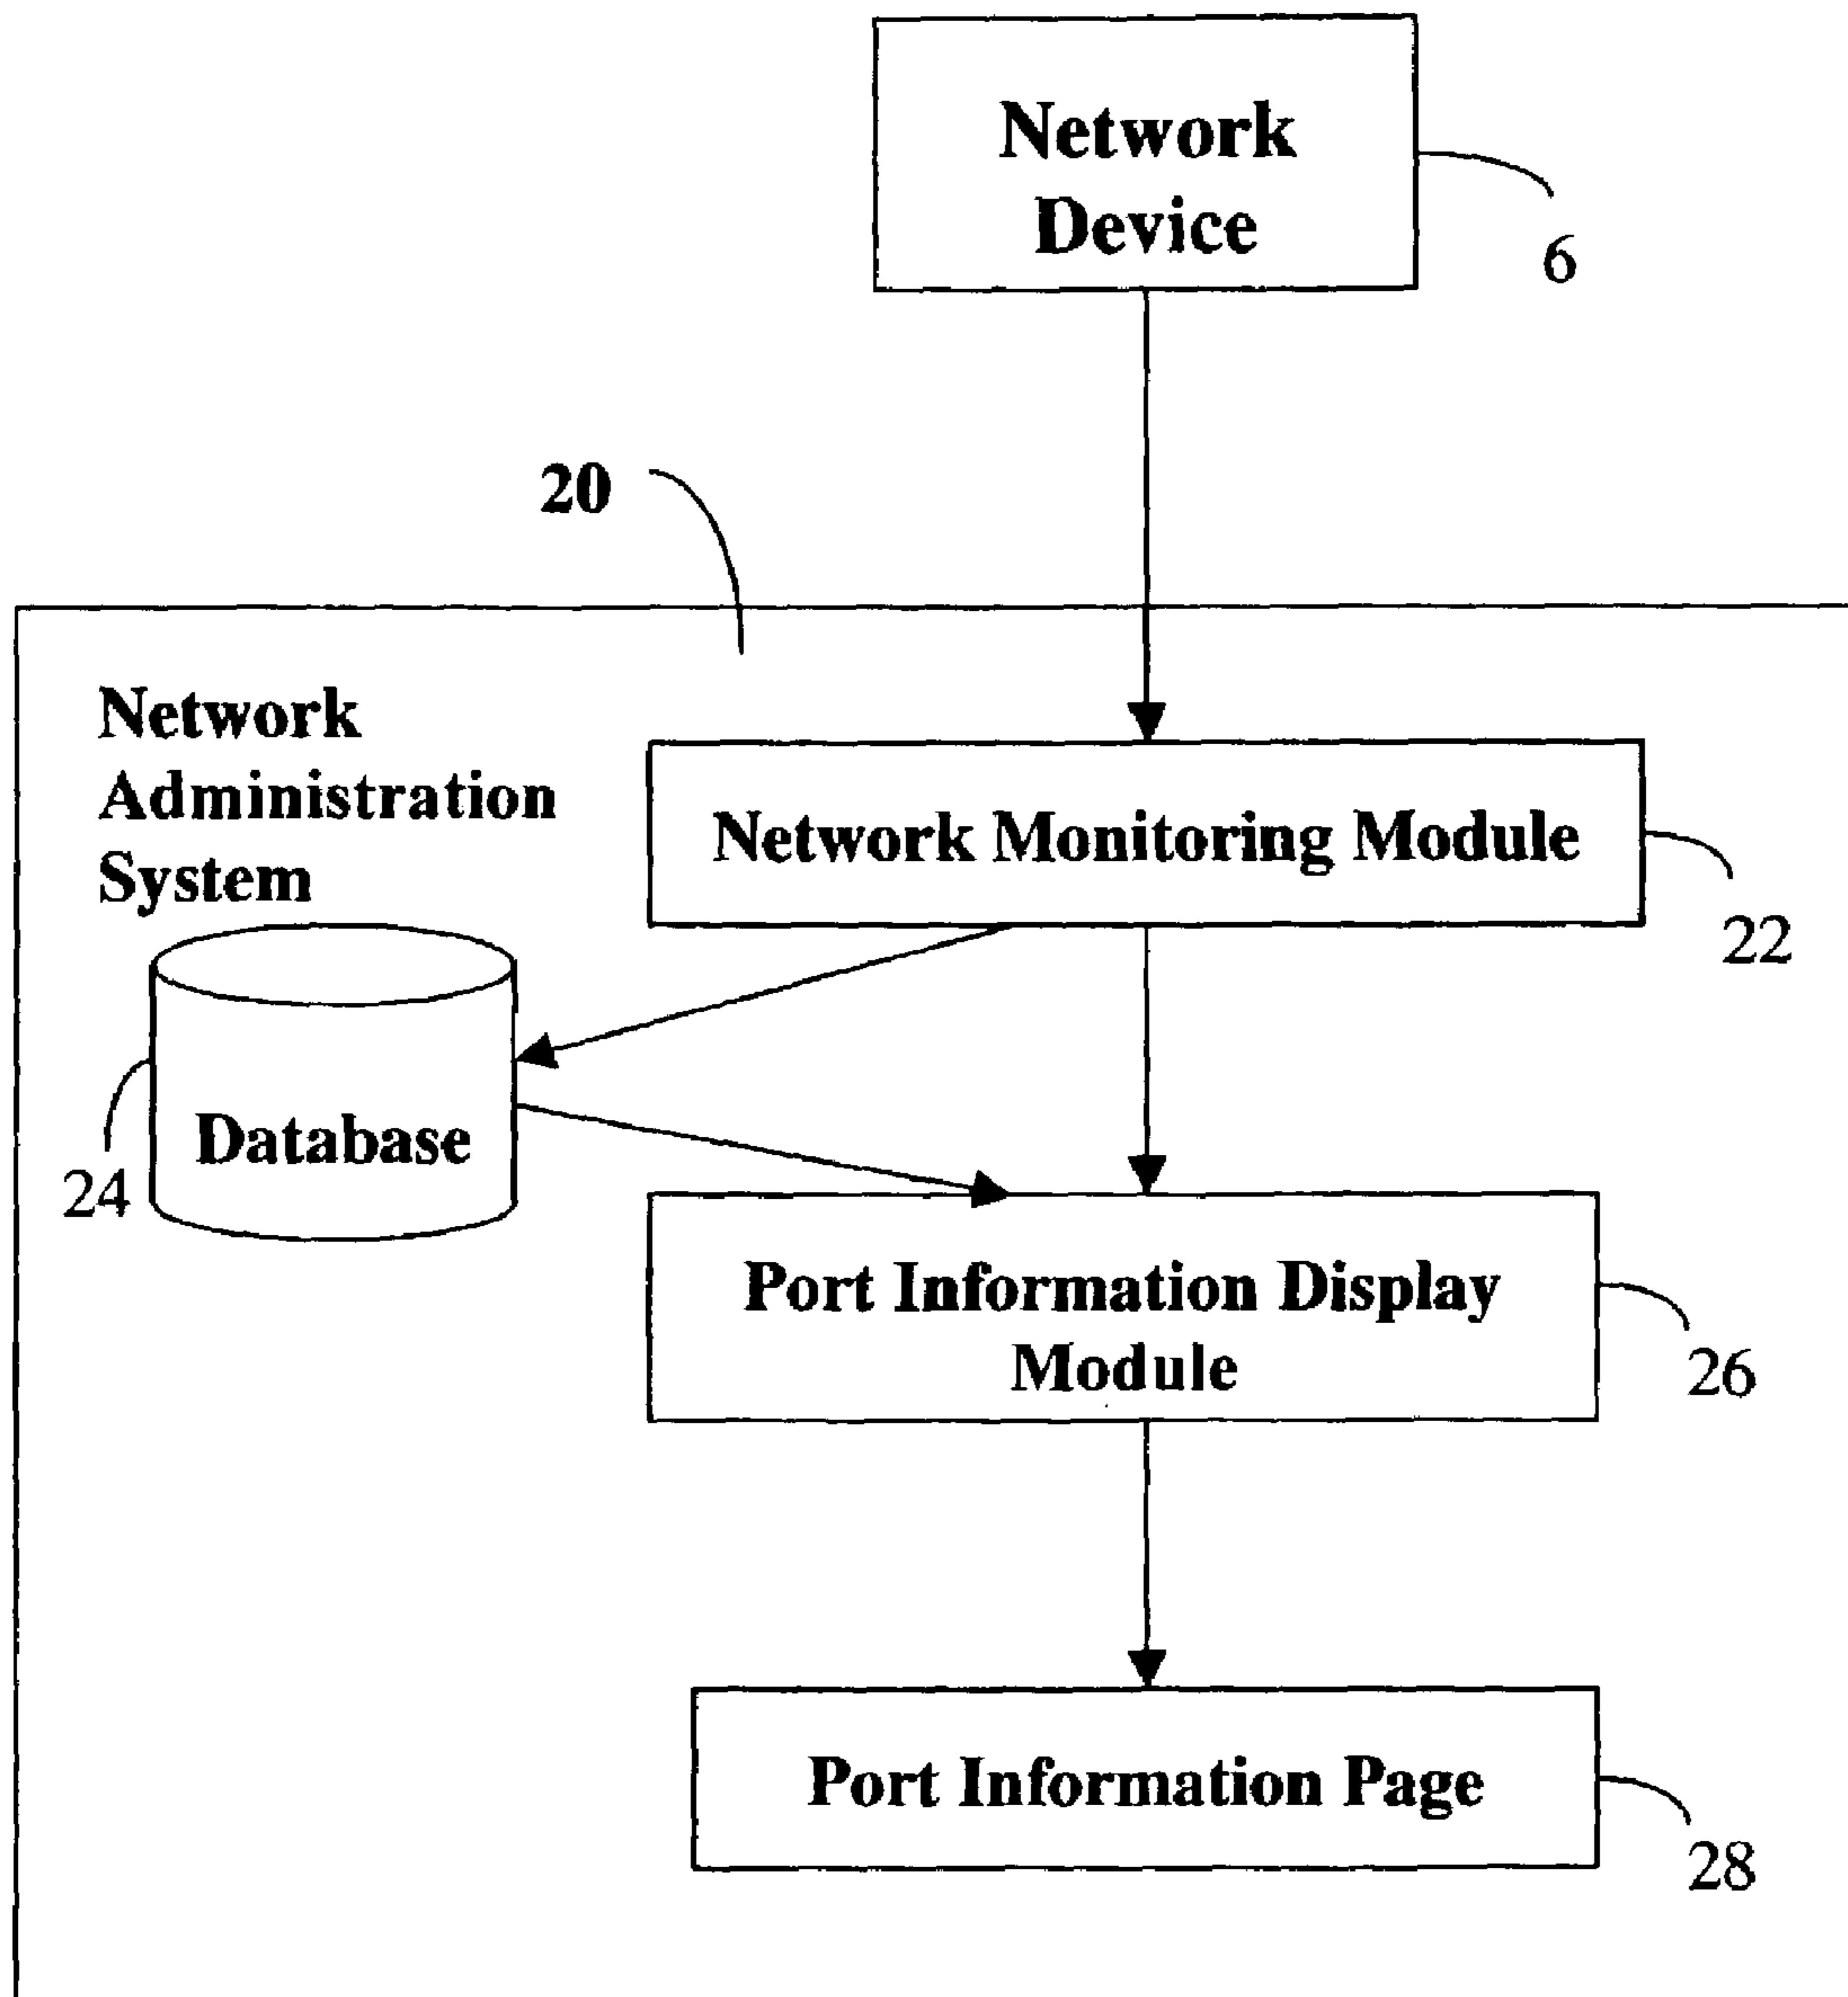 Network
Device
6
20
Network
Administration
System
Network Monitoring Module
22
Database
24
Port Information Display
Module
26
Port Information Page
28